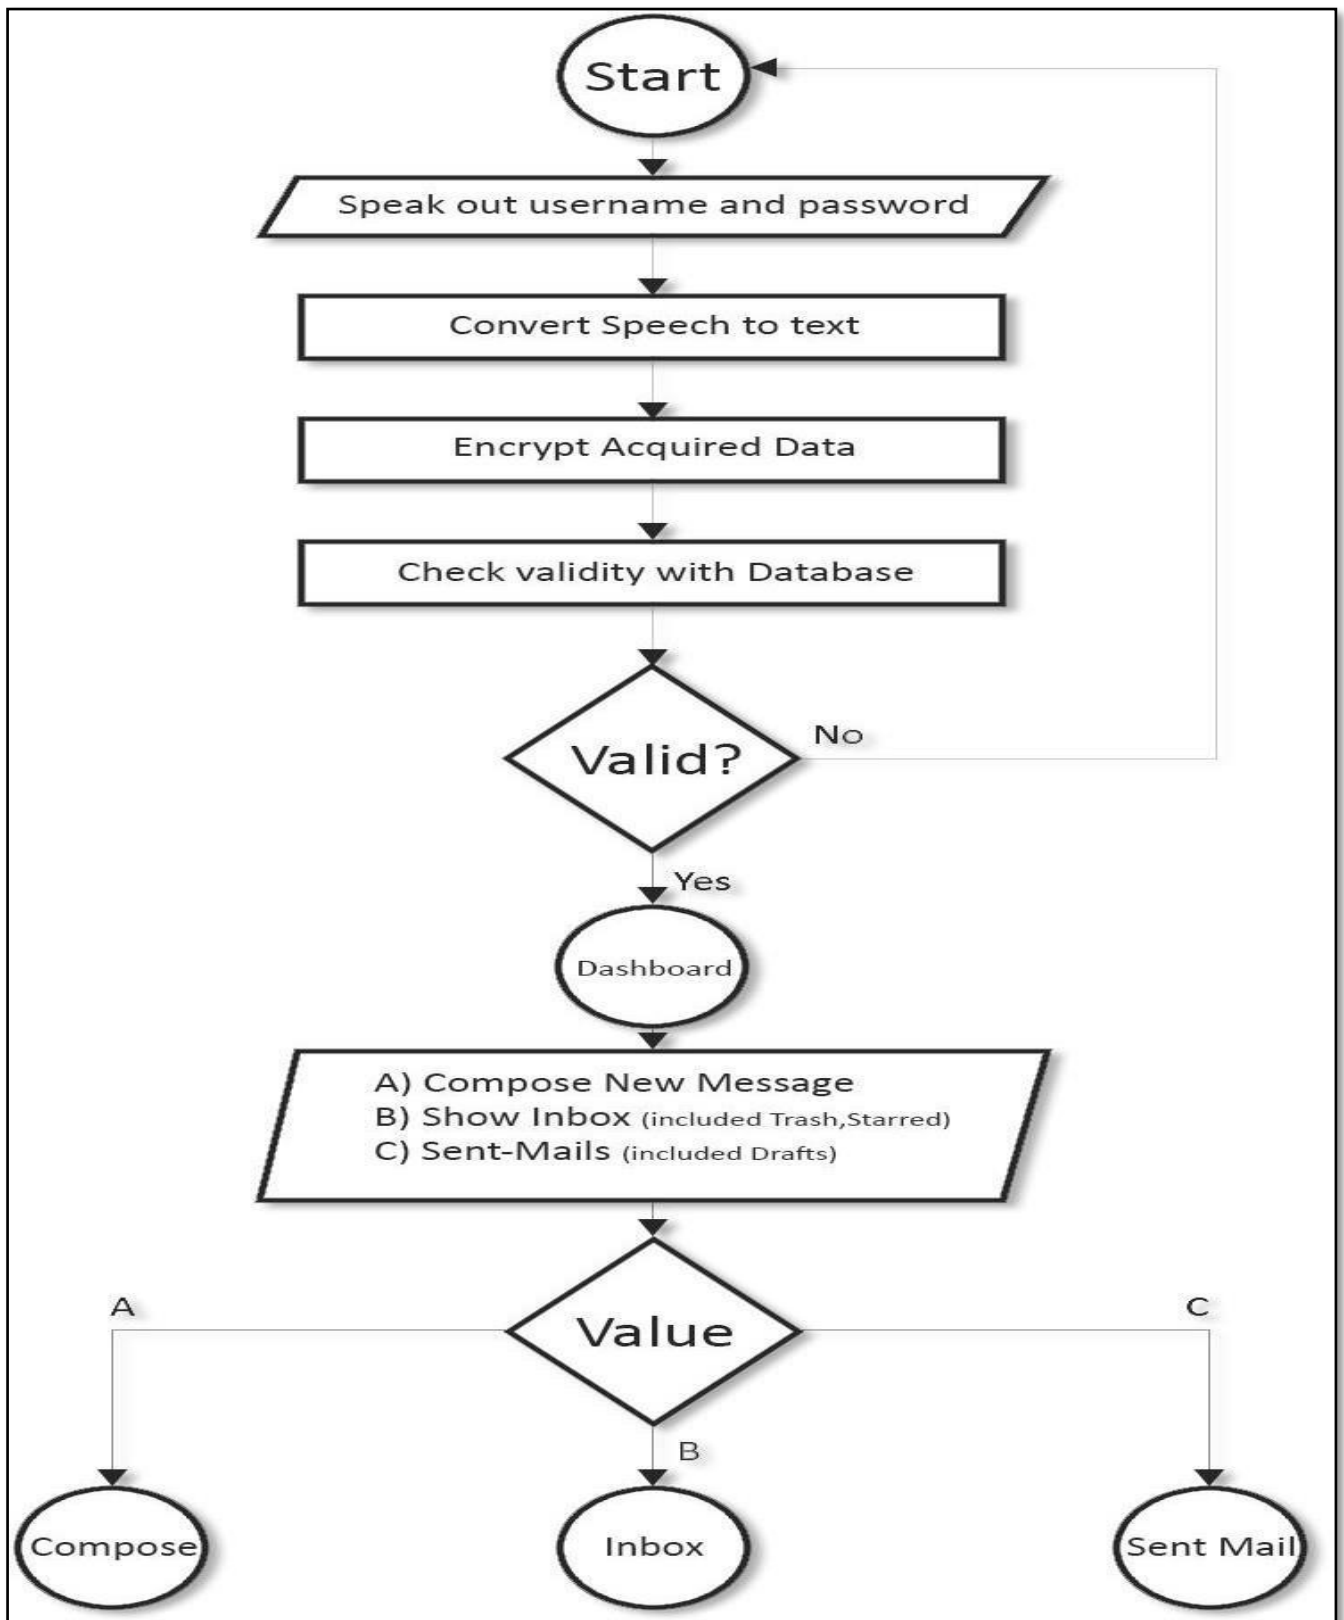 Start
Speak out username and password
Convert Speech to text
Encrypt Acquired Data
Check validity with Database
Valid?
No
Yes
Dashboard
A) Compose New Message
B) Show Inbox (included Trash,Starred)
C) Sent-Mails (included Drafts)
A
Value
C
B
Compose
Inbox
Sent Mail